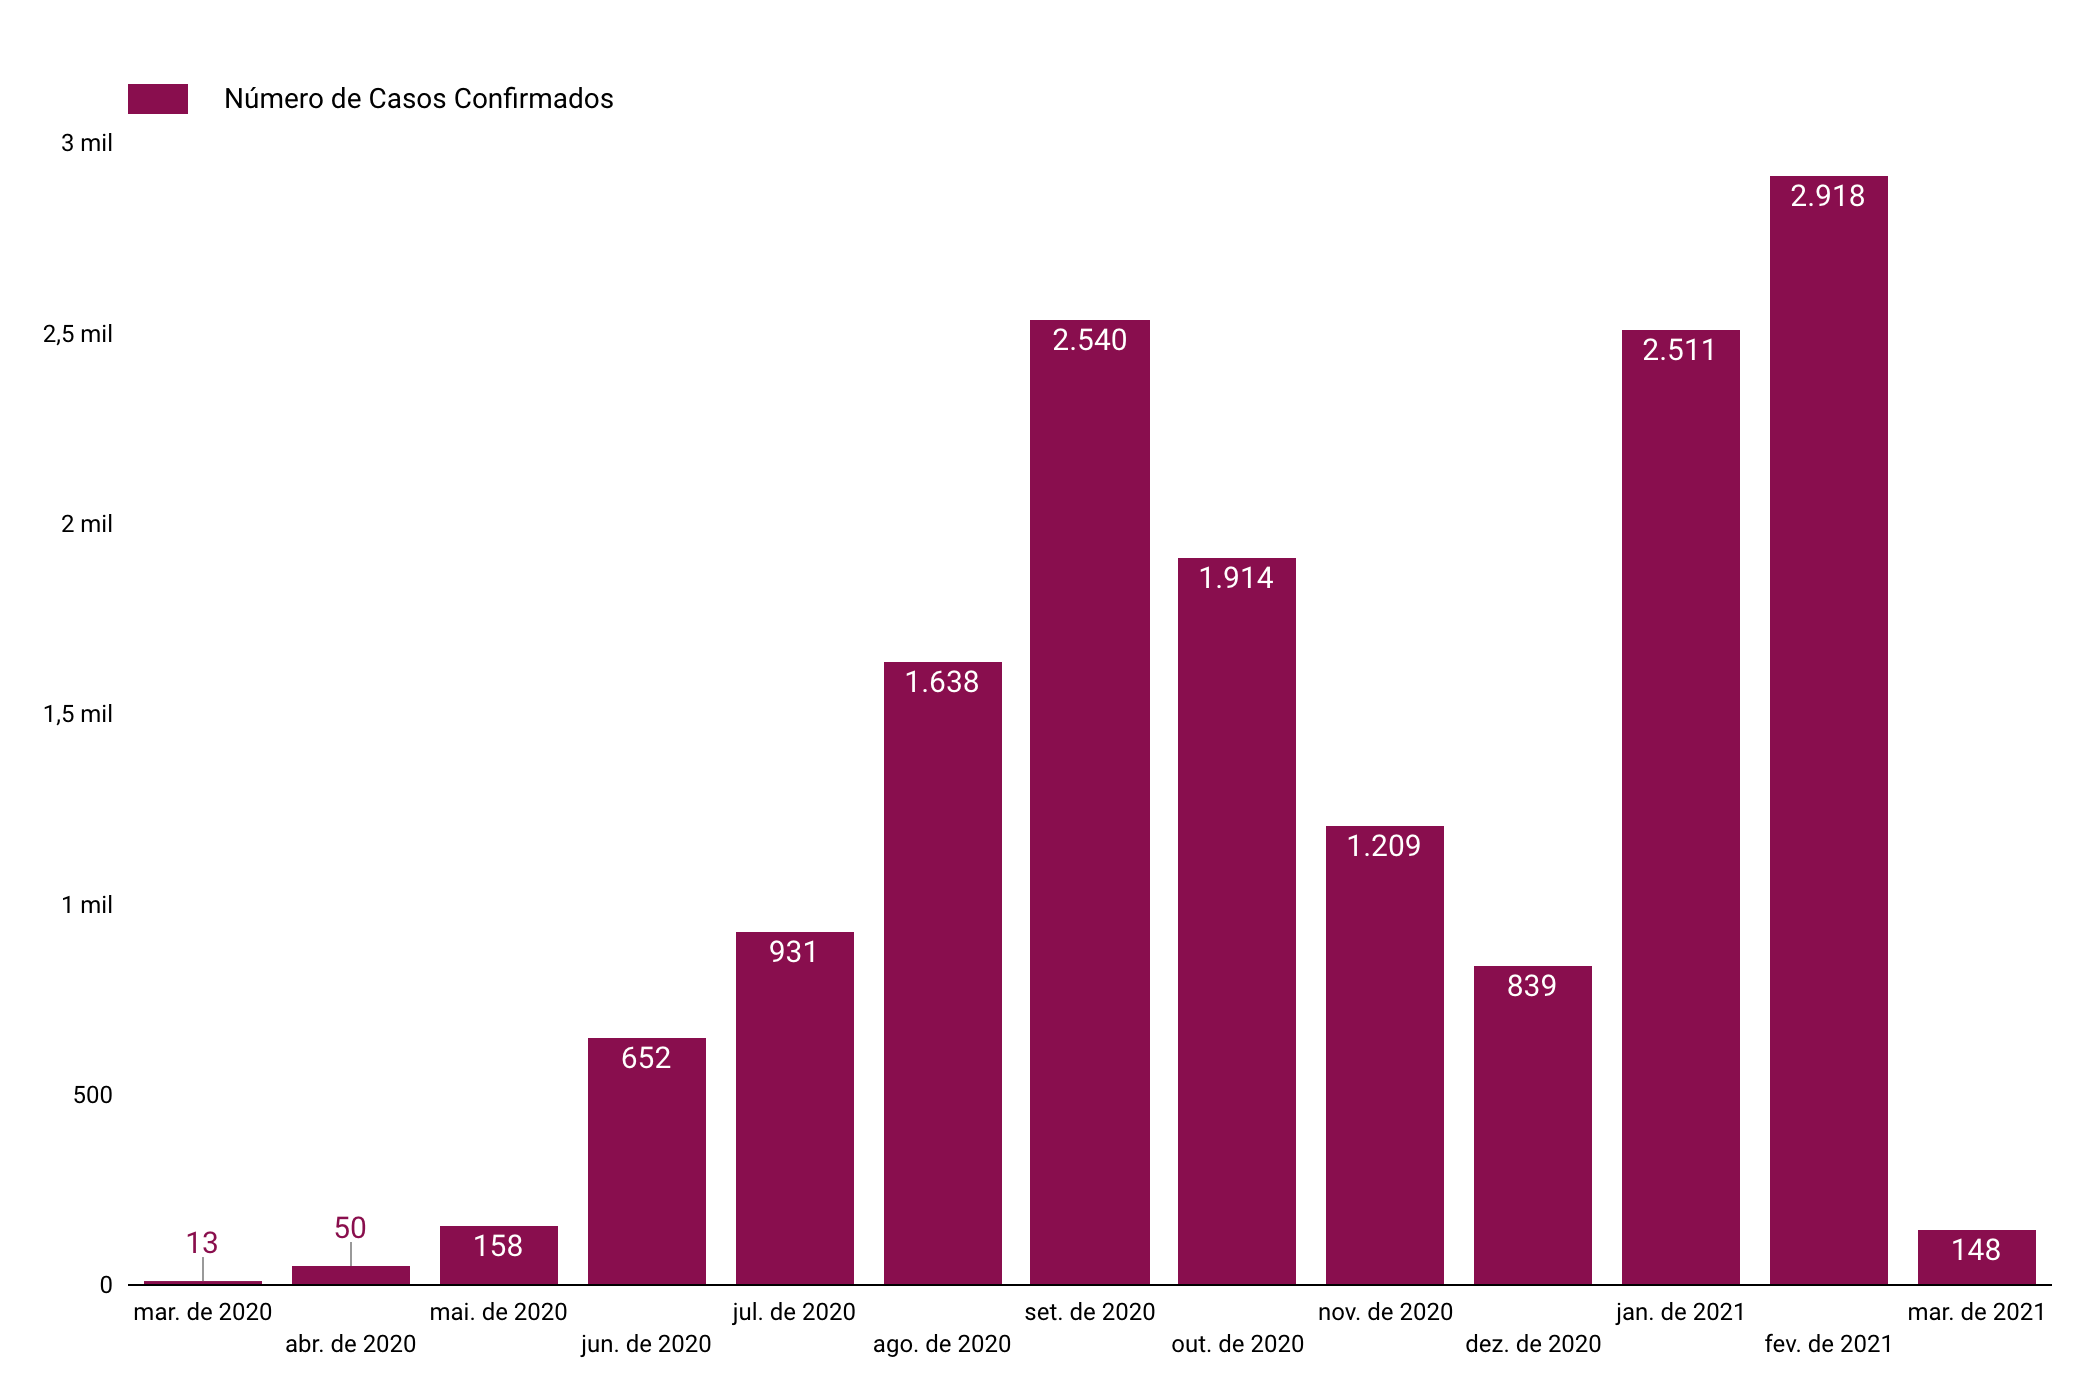 Número de Casos Confirmados
3 mil
2,5 mil
2 mil
1,5 mil
1 mil
500
0
13
50
158
652
931
1.638
2.540
1.914
1.209
839
2.511
2.918
148
mar. de 2020
abr. de 2020
mai. de 2020
jun. de 2020
jul. de 2020
ago. de 2020
set. de 2020
out. de 2020
nov. de 2020
dez. de 2020
jan. de 2021
fev. de 2021
mar. de 2021